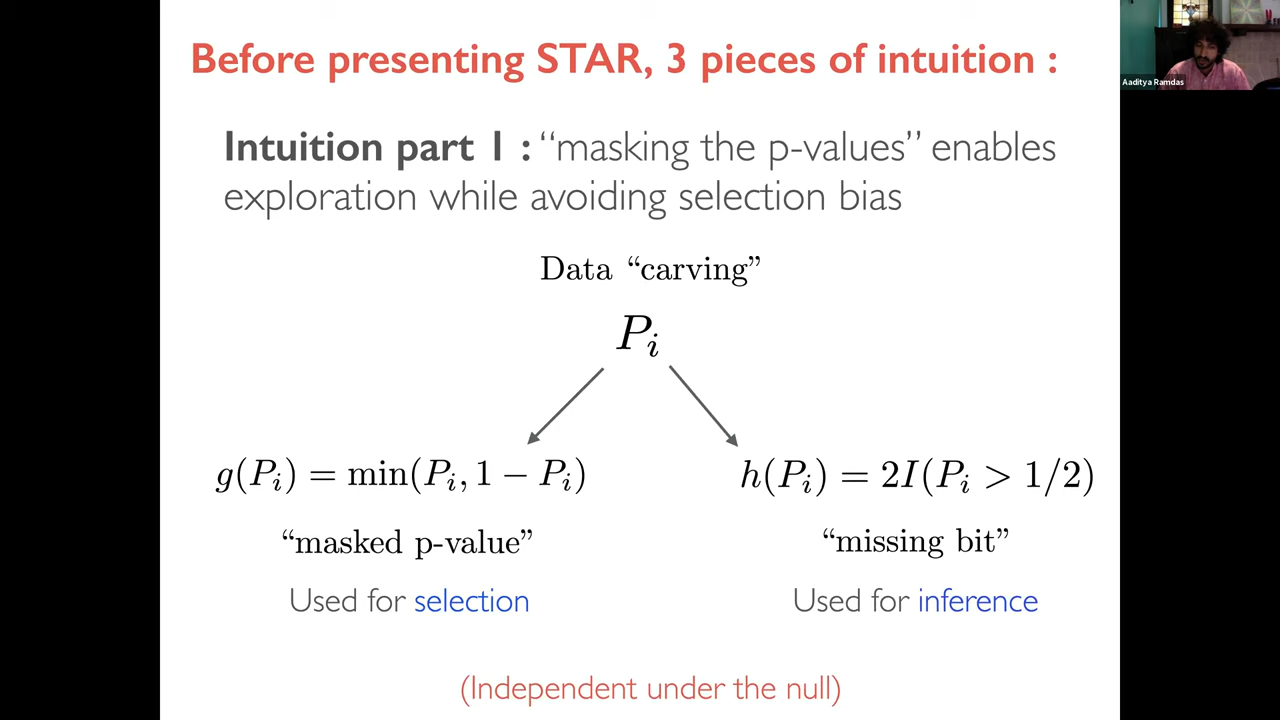 Before presenting STAR, 3 pieces of intuition :
Aaditya Ramdas
Intuition part 1 : “masking the p-values” enables
exploration while avoiding selection bias
Data “carving”
P_i
g(P_i) = min(P_i, 1 − P_i)
h(P_i) = 2I(P_i > 1/2)
“masked p-value”
“missing bit”
Used for selection
Used for inference
(Independent under the null)